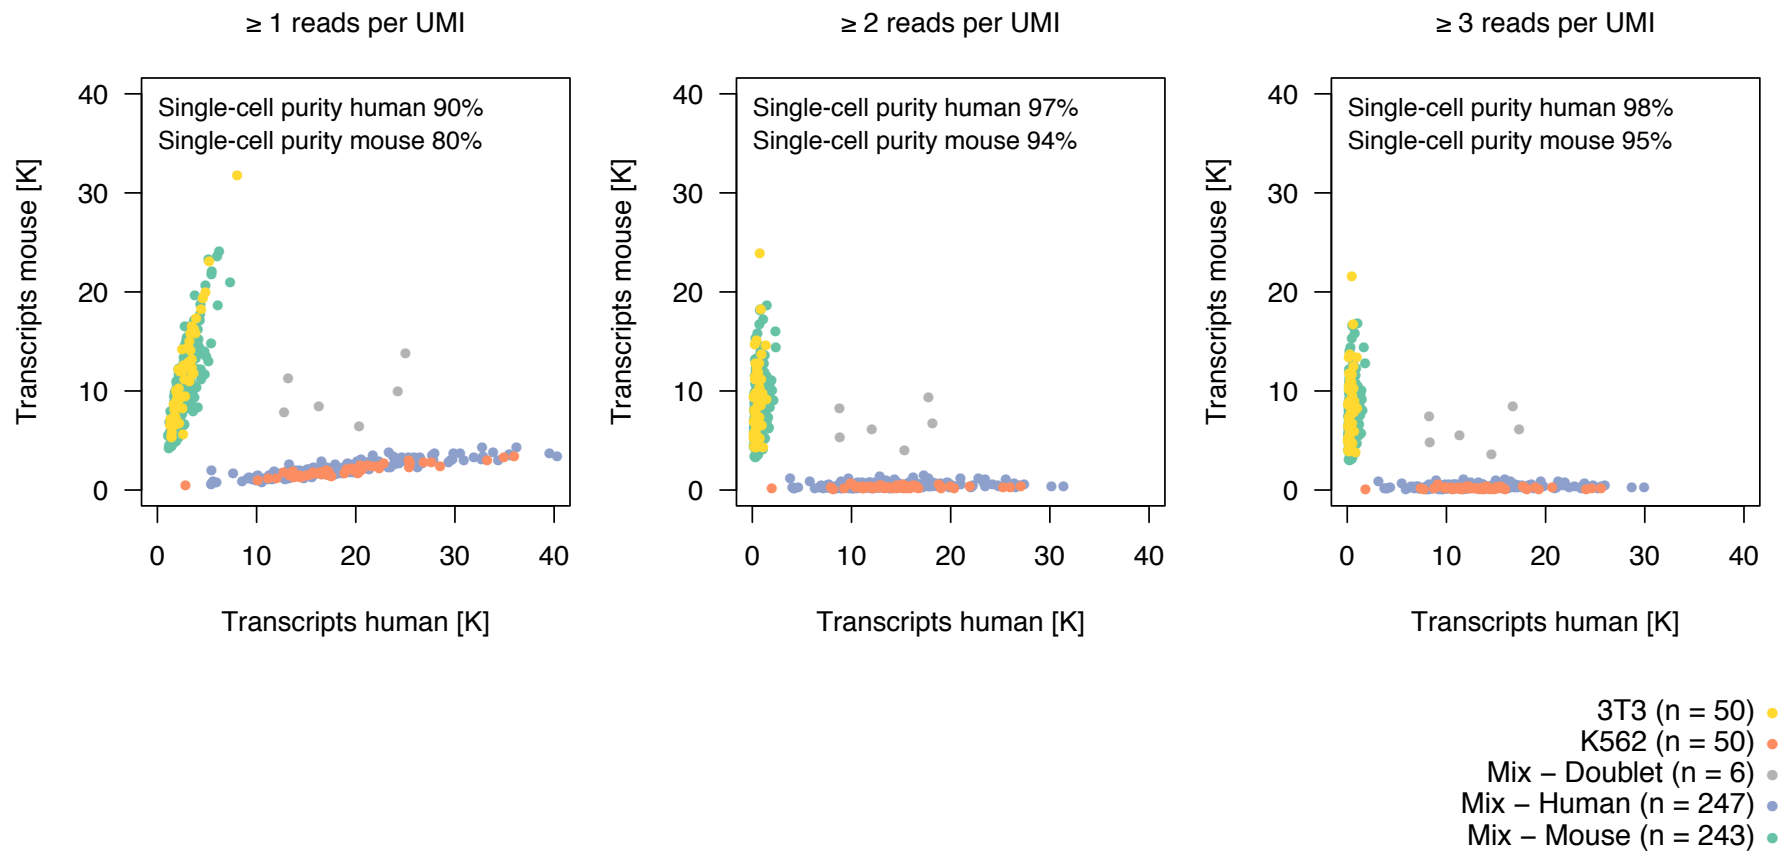 ≥ 1 reads per UMI
Single-cell purity human 90%
Single-cell purity mouse 80%
Transcripts mouse [K]
40
30
20
10
0
0 10 20 30 40
Transcripts human [K]
≥ 2 reads per UMI
Single-cell purity human 97%
Single-cell purity mouse 94%
Transcripts mouse [K]
40
30
20
10
0
0 10 20 30 40
Transcripts human [K]
≥ 3 reads per UMI
Single-cell purity human 98%
Single-cell purity mouse 95%
Transcripts mouse [K]
40
30
20
10
0
0 10 20 30 40
Transcripts human [K]
3T3 (n = 50)
K562 (n = 50)
Mix − Doublet (n = 6)
Mix − Human (n = 247)
Mix − Mouse (n = 243)